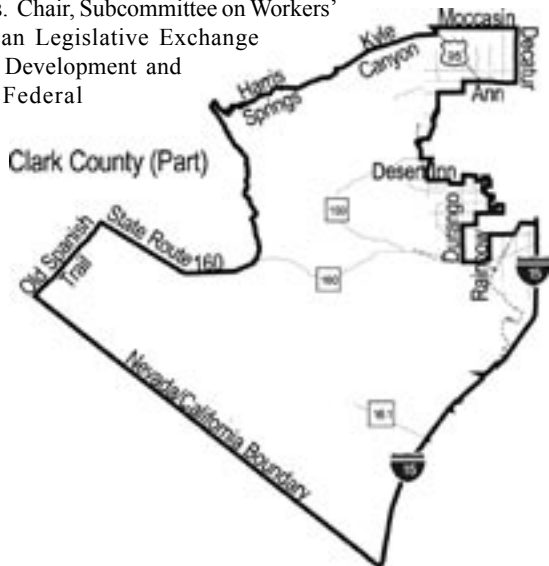 s. Chair, Subcommittee on Workers’
an Legislative Exchange
Development and
Federal
Moccasin
Kyle
Canyon
95
Decatur
Harris
Springs
Ann
Clark County (Part)
Desert Inn
159
Durango
Rainbow
Old Spanish
Trail
State Route 160
160
15
Nevada/California Boundary
161
15